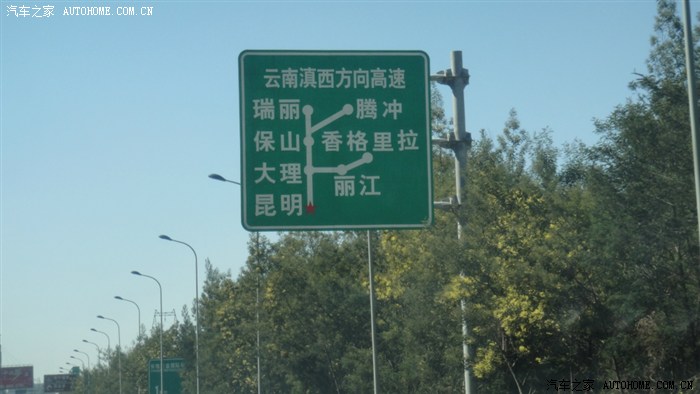 汽车之家 AUTOHOME.COM.CN
云南滇西方向高速
瑞丽 腾冲
保山 香格里拉
大理
丽江
昆明
汽车之家 AUTOHOME.COM.CN